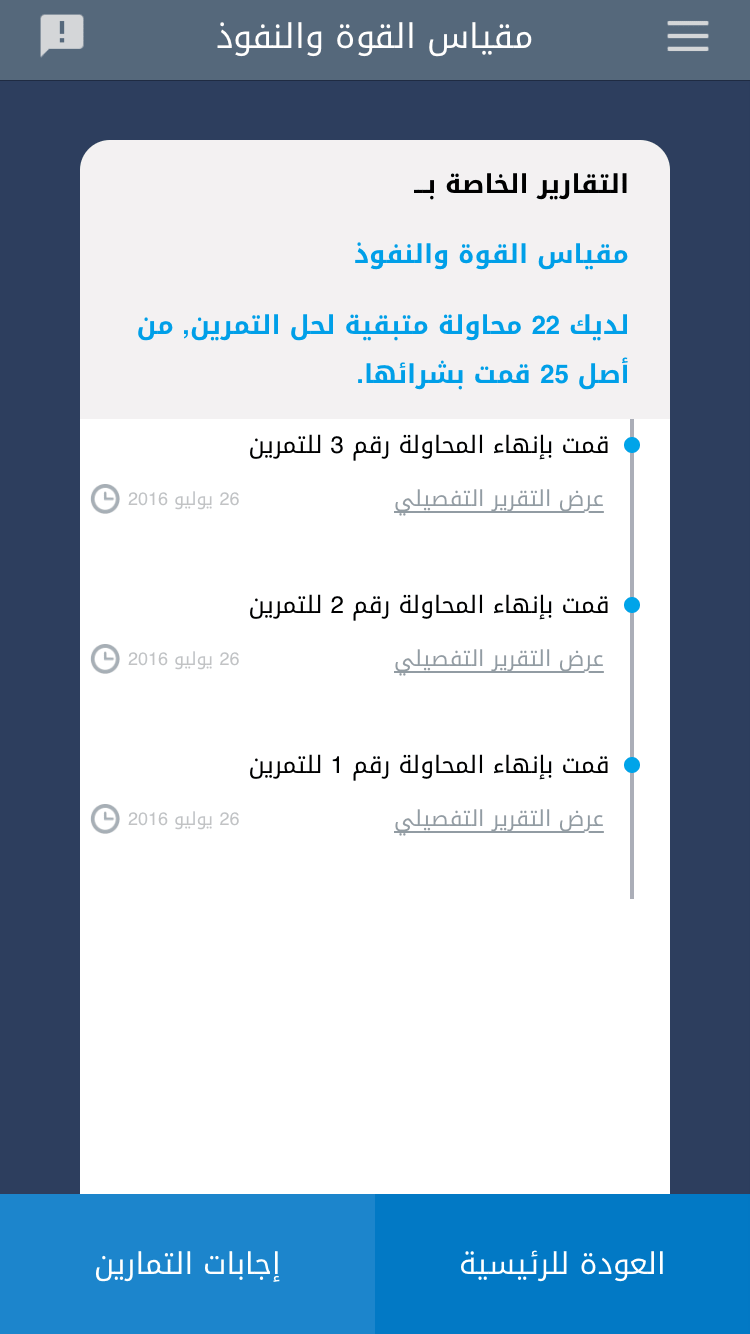 مقياس القوة والنفوذ
التقارير الخاصة بـ
مقياس القوة والنفوذ
لديك 22 محاولة متبقية لحل التمرين, من
أصل 25 قمت بشرائها.
قمت بإنهاء المحاولة رقم 3 للتمرين
عرض التقرير التفصيلي
26 يوليو 2016
قمت بإنهاء المحاولة رقم 2 للتمرين
عرض التقرير التفصيلي
26 يوليو 2016
قمت بإنهاء المحاولة رقم 1 للتمرين
عرض التقرير التفصيلي
26 يوليو 2016
العودة للرئيسية
إجابات التمارين